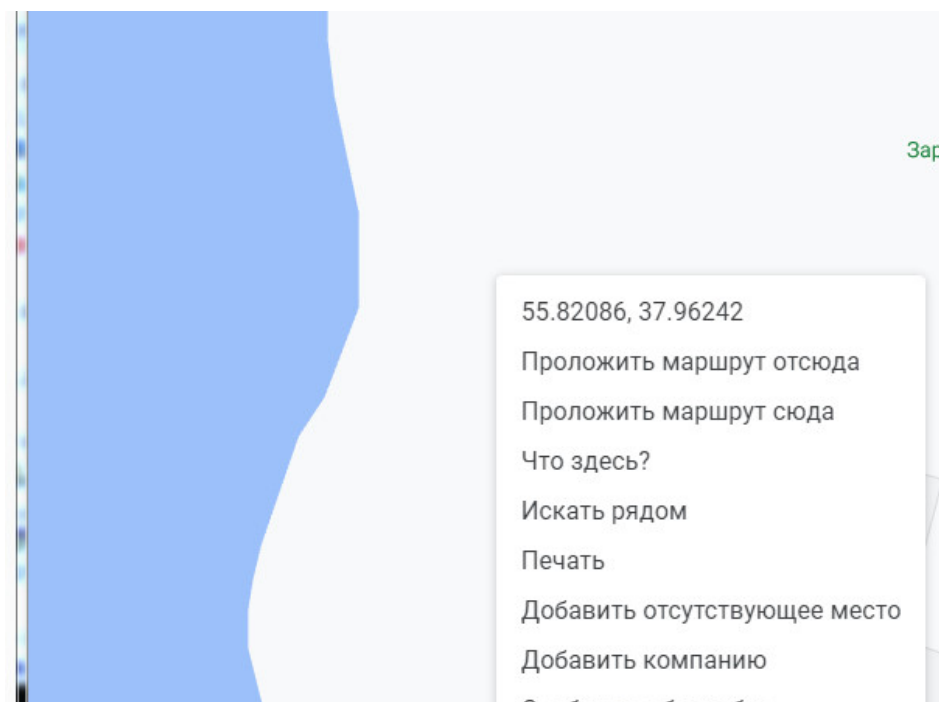 Зар
55.82086, 37.96242
Проложить маршрут отсюда
Проложить маршрут сюда
Что здесь?
Искать рядом
Печать
Добавить отсутствующее место
Добавить компанию